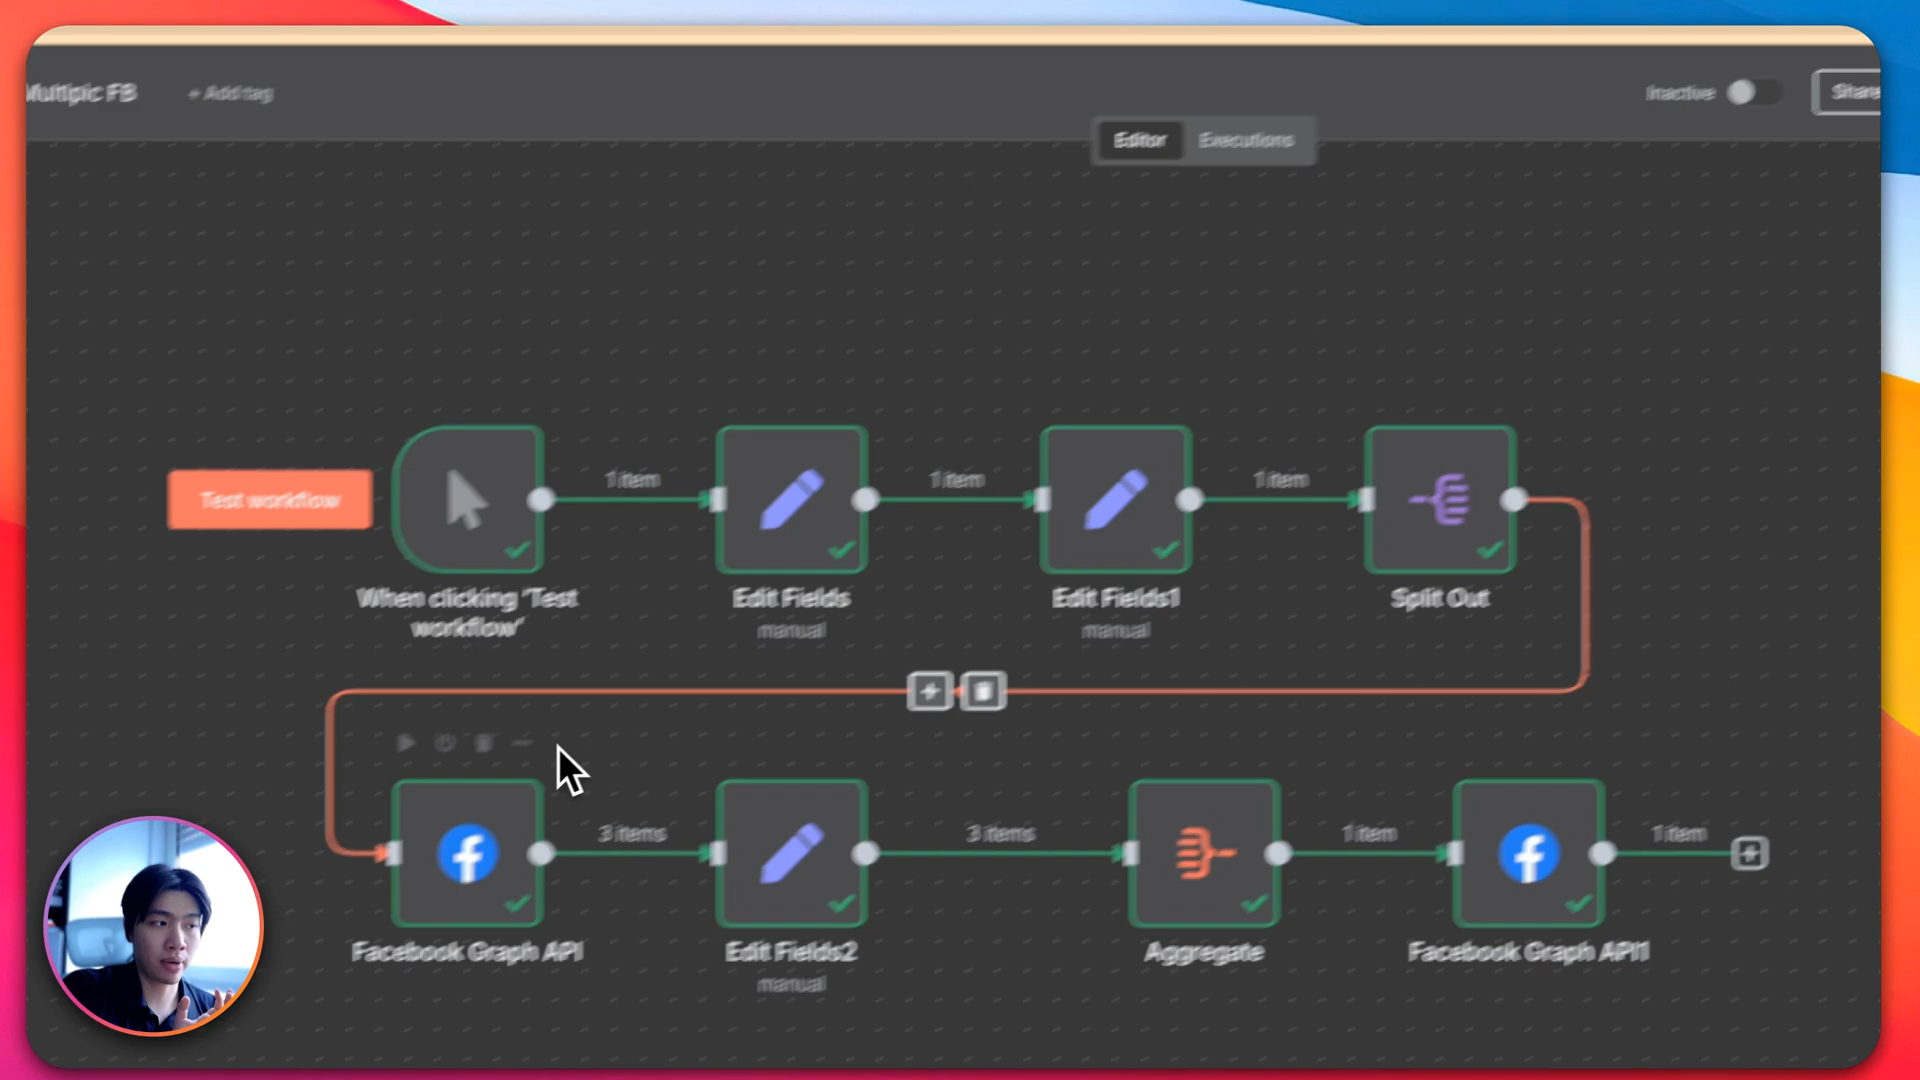 Multipic FB
+ Add tag
Inactive
Share
Editor
Executions
Test workflow
1 item
1 item
1 item
When clicking 'Test
workflow'
Edit Fields
manual
Edit Fields1
manual
Split Out
3 items
3 items
1 item
1 item
Facebook Graph API
Edit Fields2
manual
Aggregate
Facebook Graph API1